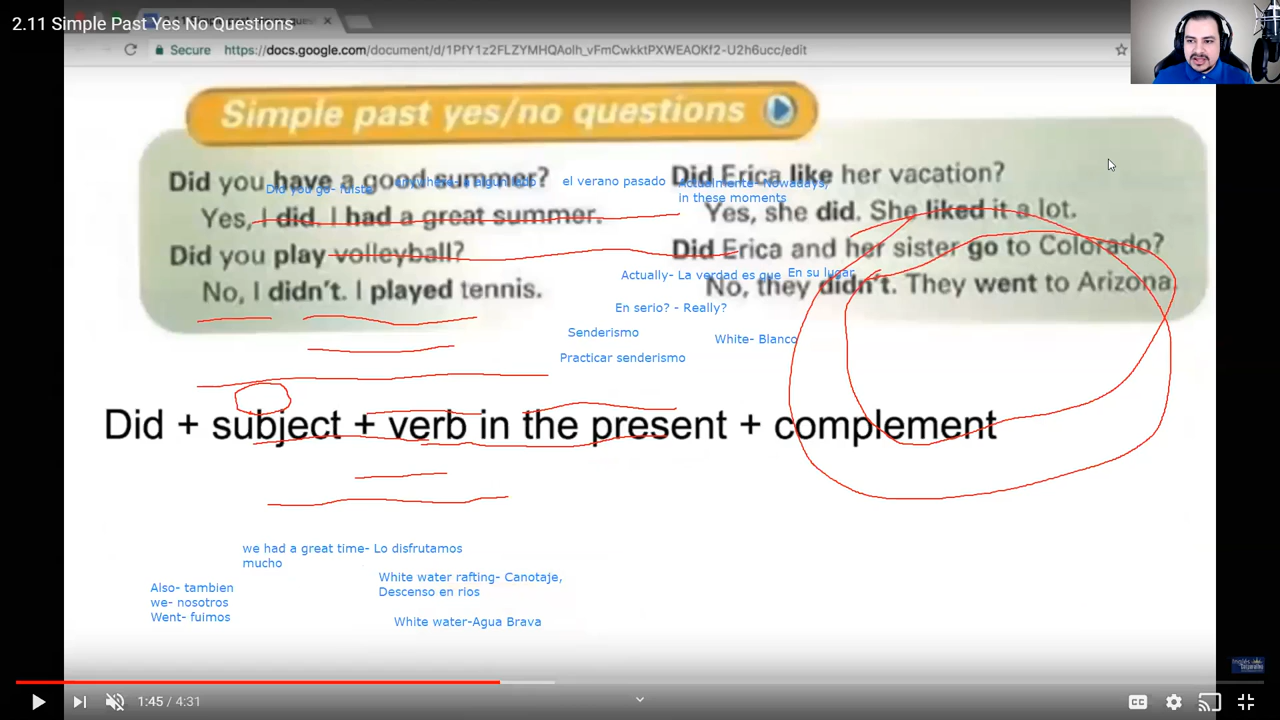 2.11 Simple Past Yes No Questions
Secure https://docs.google.com/document/d/1PfY1z2FLZYMHQAolh_vFmCwkktPXWEAOKf2-U2h6ucc/edit
Simple past yes/no questions
Did you have a good summer?
Did you go- fuiste
el verano pasado
Yes, I did. I had a great summer.
Did you play volleyball?
No, I didn't. I played tennis.
Did Erica like her vacation?
Actualmente- Nowadays,
in these moments
Yes, she did. She liked it a lot.
Did Erica and her sister go to Colorado?
Actually- La verdad es que
En su lugar
No, they didn't. They went to Arizona
En serio? - Really?
Senderismo
White- Blanco
Practicar senderismo
Did + subject + verb in the present + complement
we had a great time- Lo disfrutamos
mucho
Also- tambien
we- nosotros
Went- fuimos
White water rafting- Canotaje,
Descenso en rios
White water-Agua Brava
1:45 / 4:31
CC